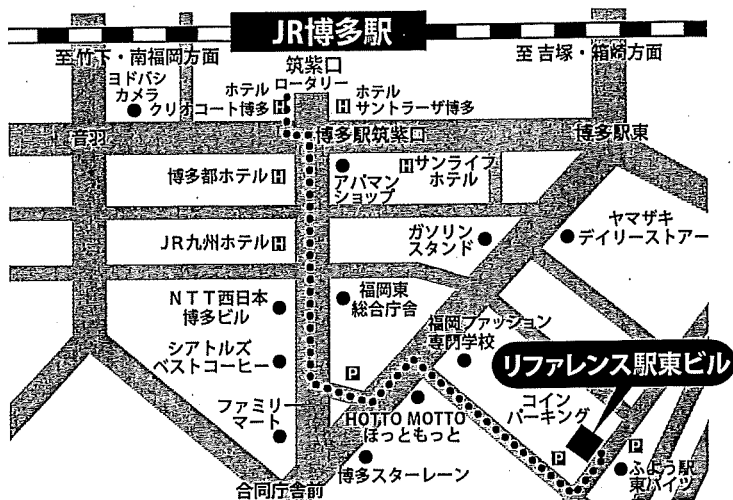 JR博多駅
至 竹下・南福岡方面
筑紫口
ロータリー
至 吉塚・箱崎方面
ヨドバシ
カメラ
ホテル
クリオコート博多 H
H ホテル
サントラーザ博多
音羽
博多駅筑紫口
博多駅東
博多都ホテル H
アパマン
ショップ
H サンライフ
ホテル
JR九州ホテル H
ガソリン
スタンド
ヤマザキ
デイリーストアー
NTT西日本
博多ビル
福岡東
総合庁舎
福岡ファッション
専門学校
シアトルズ
ベストコーヒー
P
リファレンス駅東ビル
ファミリー
マート
HOTTO MOTTO
ほっともっと
コイン
パーキング
P
P
博多スターレーン
ふよう駅
東ハイツ
合同庁舎前